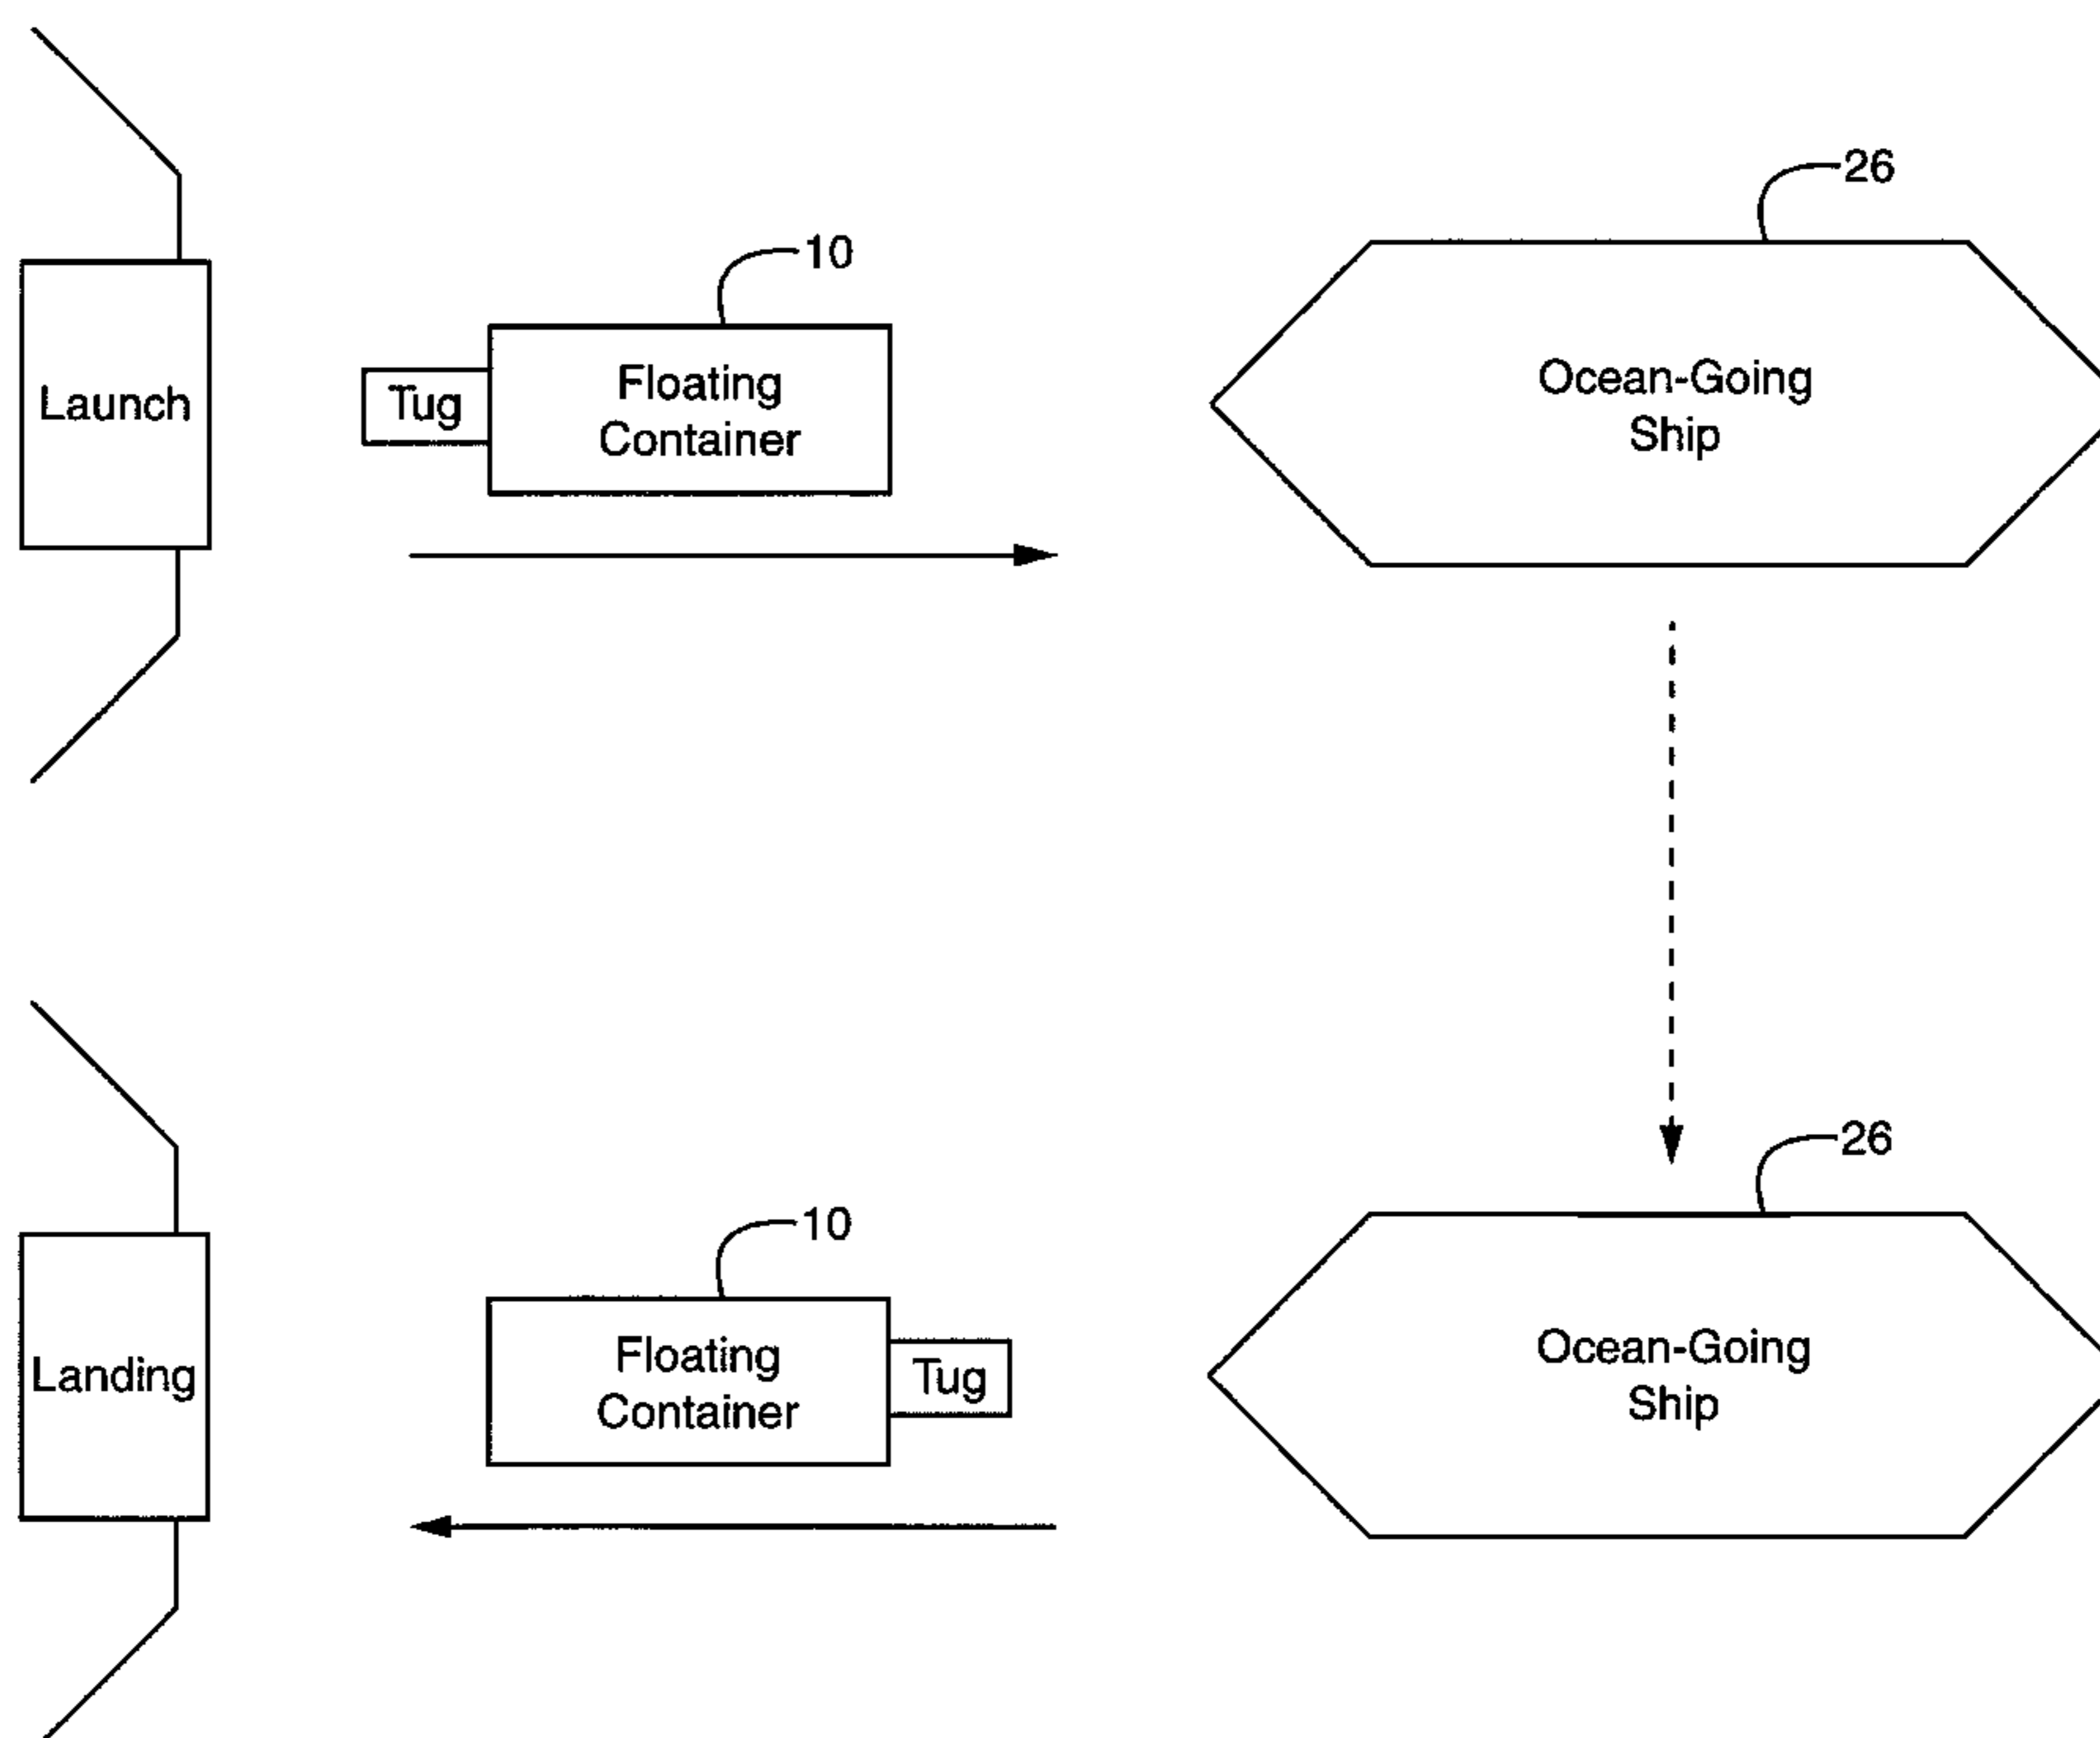 26
10
Launch
Tug
Floating
Container
Ocean-Going
Ship
26
10
Landing
Floating
Container
Tug
Ocean-Going
Ship